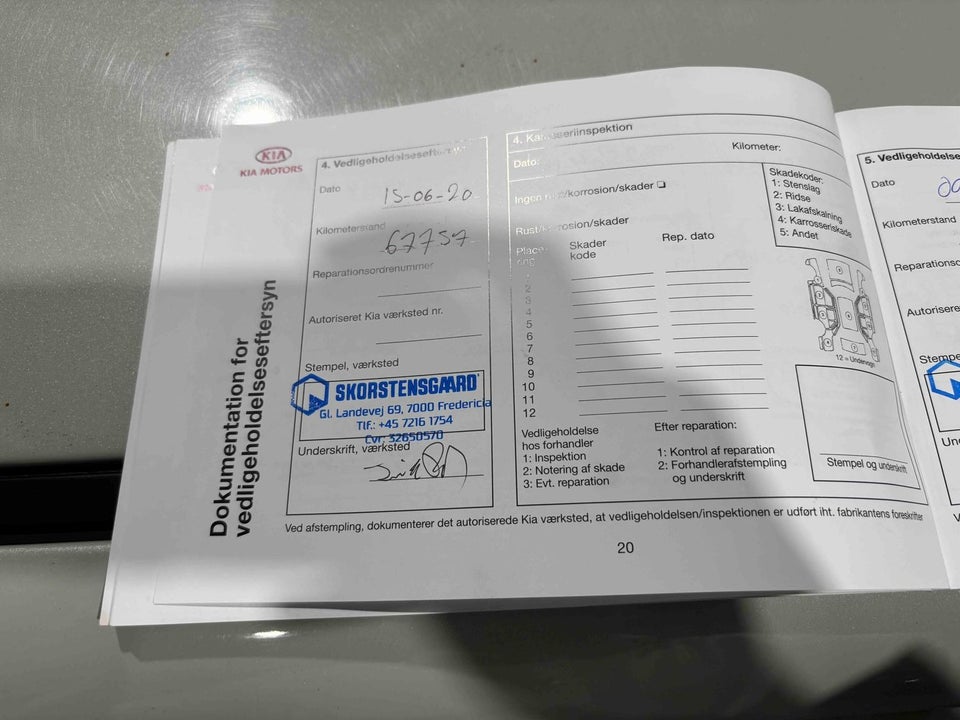 KIA
KIA MOTORS
Dokumentation for
vedligeholdelseseftersyn
4. Vedligeholdelseseftersyn
Dato
15-06-20
Kilometerstand
67757
Reparationsordrenummer
Autoriseret Kia værksted nr.
Stempel, værksted
SKORSTENSGAARD
Gl. Landevej 69, 7000 Fredericia
Tlf.: +45 7216 1754
Cvr. 32650570
Underskrift, værksted
4. Karosseriinspektion
Dato:
Kilometer:
Ingen rust/korrosion/skader
Rust/korrosion/skader
Skader
kode
Rep. dato
2
3
4
5
6
7
8
9
10
11
12
Skadekoder:
1: Stenslag
2: Ridse
3: Lakafskalning
4: Karrosseriskade
5: Andet
12 = Undervogn
Vedligeholdelse
hos forhandler
1: Inspektion
2: Notering af skade
3: Evt. reparation
Efter reparation:
1: Kontrol af reparation
2: Forhandlerafstempling
og underskrift
Stempel og underskrift
Ved afstempling, dokumenterer det autoriserede Kia værksted, at vedligeholdelsen/inspektionen er udført iht. fabrikantens foreskrifter
20
5. Vedligeholdelse
Dato
Kilometerstand